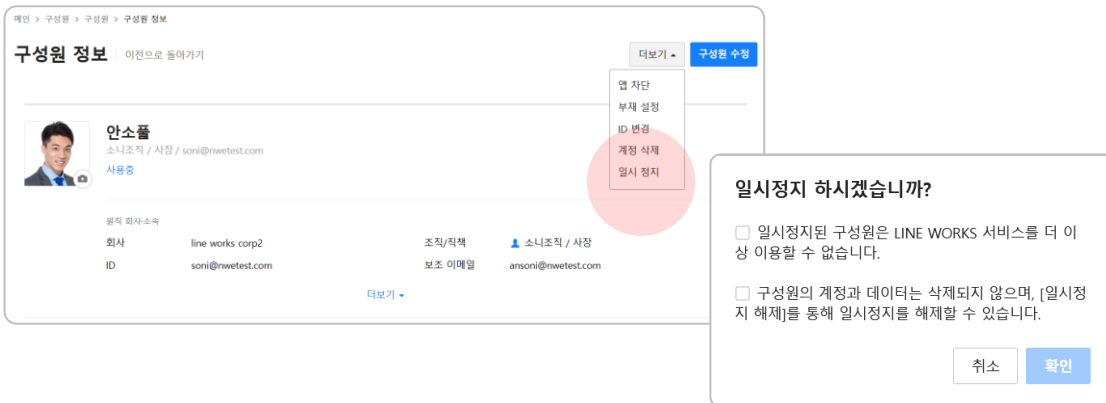 메인 > 구성원 > 구성원 > 구성원 정보
구성원 정보 이전으로 돌아가기
더보기 구성원 수정
앱 차단
부재 설정
ID 변경
계정 삭제
일시 정지
안소풀
소니조직 / 사장 / soni@nwetest.com
사용중
원직 회사·소속
회사 line works corp2 조직/직책 소니조직 / 사장
ID soni@nwetest.com 보조 이메일 ansoni@nwetest.com
더보기
일시정지 하시겠습니까?
일시정지된 구성원은 LINE WORKS 서비스를 더 이
상 이용할 수 없습니다.
구성원의 계정과 데이터는 삭제되지 않으며, [일시정
지 해제]를 통해 일시정지를 해제할 수 있습니다.
취소 확인